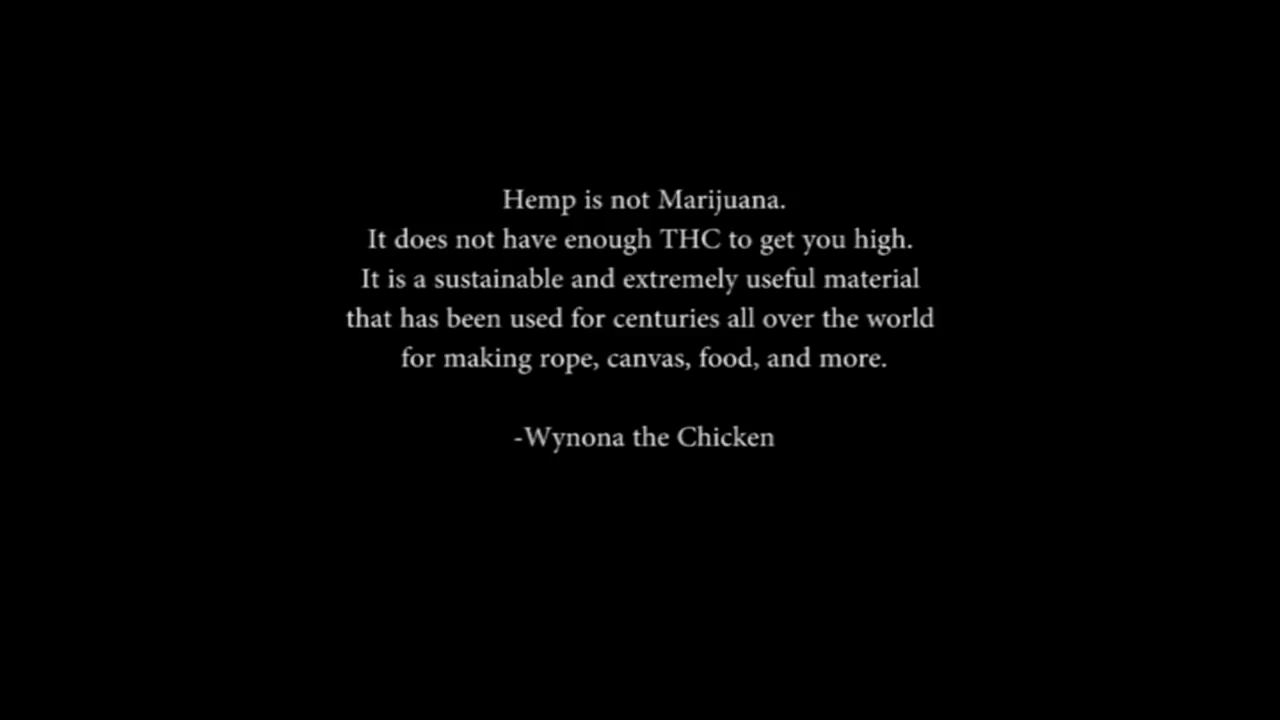 Hemp is not Marijuana.
It does not have enough THC to get you high.
It is a sustainable and extremely useful material
that has been used for centuries all over the world
for making rope, canvas, food, and more.
-Wynona the Chicken